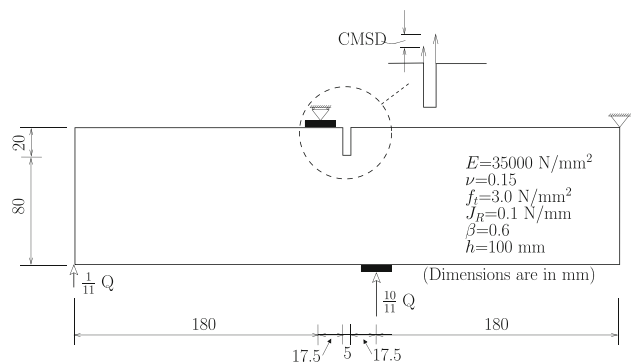 CMSD
20
80
E=35000 N/mm²
ν=0.15
fₜ=3.0 N/mm²
J_R=0.1 N/mm
β=0.6
h=100 mm
(Dimensions are in mm)
1/11 Q
10/11 Q
180
180
17.5
5
17.5